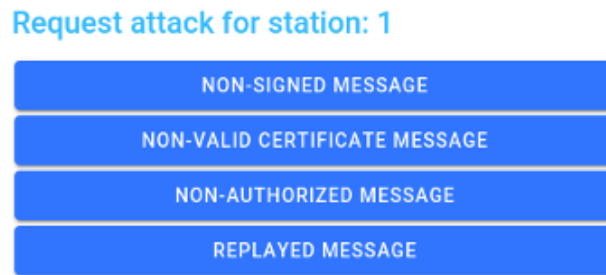 Request attack for station: 1
NON-SIGNED MESSAGE
NON-VALID CERTIFICATE MESSAGE
NON-AUTHORIZED MESSAGE
REPLAYED MESSAGE